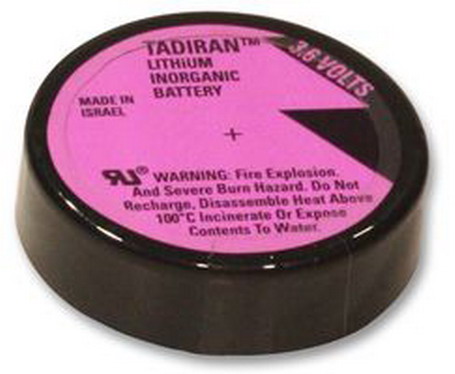 TADIRAN™
LITHIUM
INORGANIC
BATTERY
3.6 VOLTS
MADE IN
ISRAEL
+
RU® WARNING: Fire Explosion.
And Severe Burn Hazard. Do Not
Recharge, Disassemble Heat Above
100°C Incinerate Or Expose
Contents To Water.